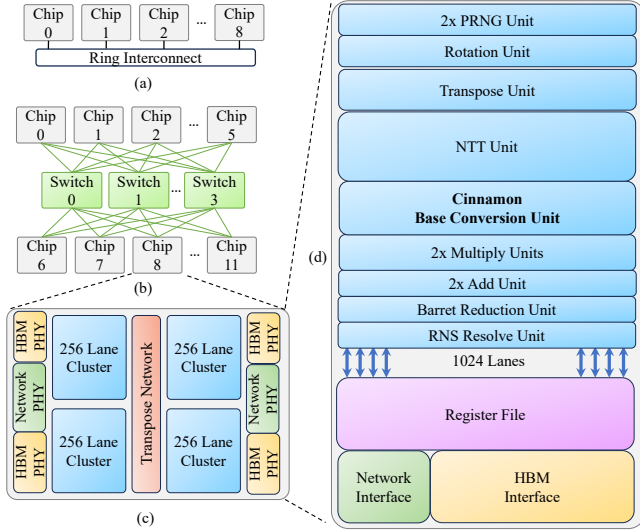 Chip
0
Chip
1
Chip
2
...
Chip
8
Ring Interconnect
(a)
Chip
0
Chip
1
Chip
2
...
Chip
5
Switch
0
Switch
1
...
Switch
3
Chip
6
Chip
7
Chip
8
...
Chip
11
(b)
HBM
PHY
Network
PHY
HBM
PHY
256 Lane
Cluster
256 Lane
Cluster
Transpose Network
256 Lane
Cluster
256 Lane
Cluster
HBM
PHY
Network
PHY
HBM
PHY
(c)
(d)
2x PRNG Unit
Rotation Unit
Transpose Unit
NTT Unit
Cinnamon
Base Conversion Unit
2x Multiply Units
2x Add Unit
Barret Reduction Unit
RNS Resolve Unit
1024 Lanes
Register File
Network
Interface
HBM
Interface